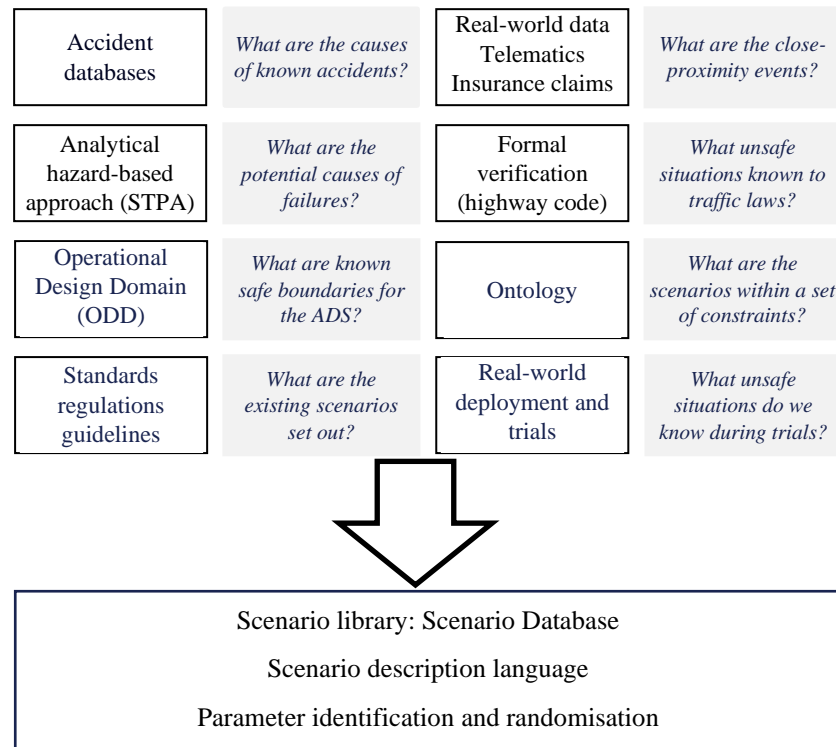 Accident
databases
What are the causes
of known accidents?
Real-world data
Telematics
Insurance claims
What are the close-
proximity events?
Analytical
hazard-based
approach (STPA)
What are the
potential causes of
failures?
Formal
verification
(highway code)
What unsafe
situations known to
traffic laws?
Operational
Design Domain
(ODD)
What are known
safe boundaries for
the ADS?
Ontology
What are the
scenarios within a set
of constraints?
Standards
regulations
guidelines
What are the
existing scenarios
set out?
Real-world
deployment and
trials
What unsafe
situations do we
know during trials?
Scenario library: Scenario Database
Scenario description language
Parameter identification and randomisation